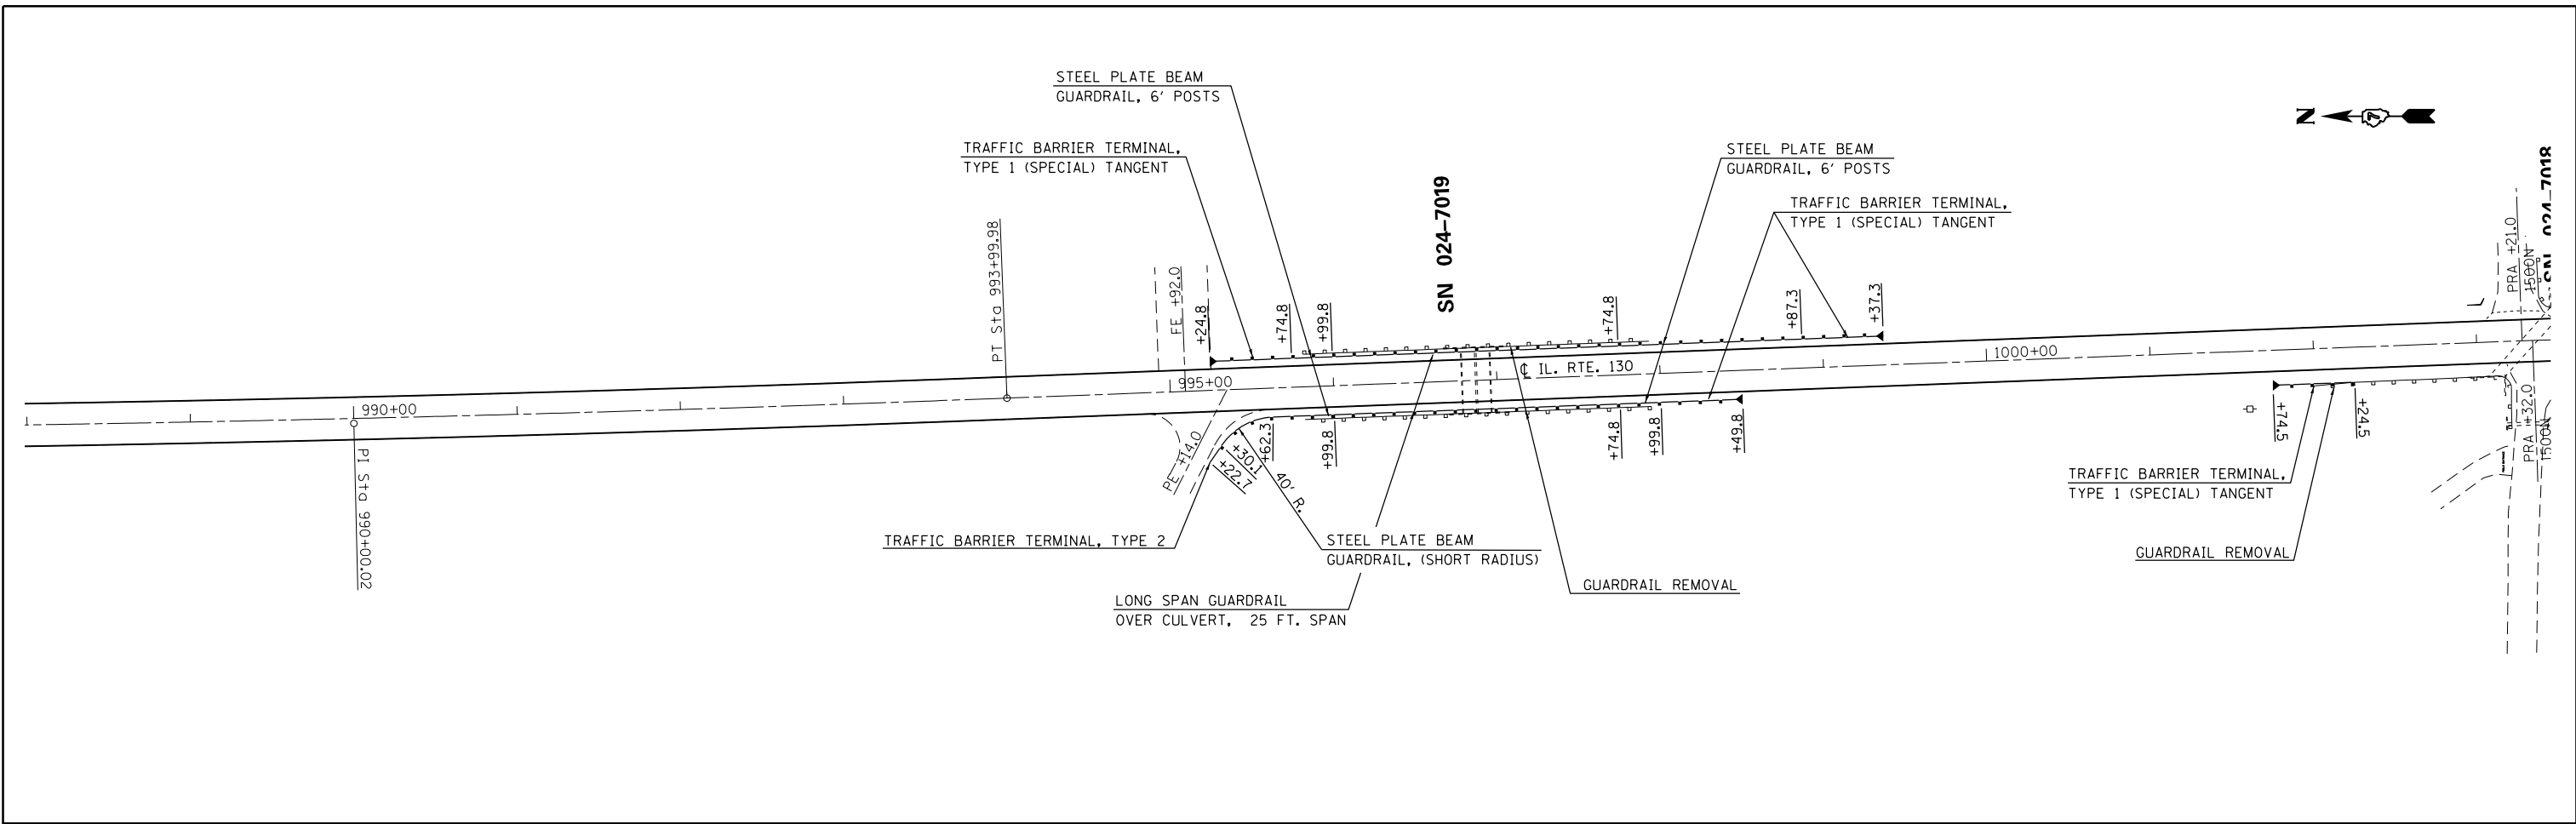 STEEL PLATE BEAM
GUARDRAIL, 6' POSTS
TRAFFIC BARRIER TERMINAL,
TYPE 1 (SPECIAL) TANGENT
STEEL PLATE BEAM
GUARDRAIL, 6' POSTS
TRAFFIC BARRIER TERMINAL,
TYPE 1 (SPECIAL) TANGENT
N
SN 024-7019
SN 024-7018
PT Sta 993+99.98
FE +92.0
+24.8
+74.8
+99.8
+74.8
+87.3
+37.3
PRA +21.0
1500N
990+00
995+00
℄ IL. RTE. 130
1000+00
PI Sta 990+00.02
PE +14.0
+22.7
+30.1
+62.3
40' R.
+99.8
+74.8
+99.8
+49.8
+74.5
+24.5
PRA +32.0
1500N
TRAFFIC BARRIER TERMINAL,
TYPE 1 (SPECIAL) TANGENT
TRAFFIC BARRIER TERMINAL, TYPE 2
STEEL PLATE BEAM
GUARDRAIL, (SHORT RADIUS)
GUARDRAIL REMOVAL
GUARDRAIL REMOVAL
LONG SPAN GUARDRAIL
OVER CULVERT, 25 FT. SPAN